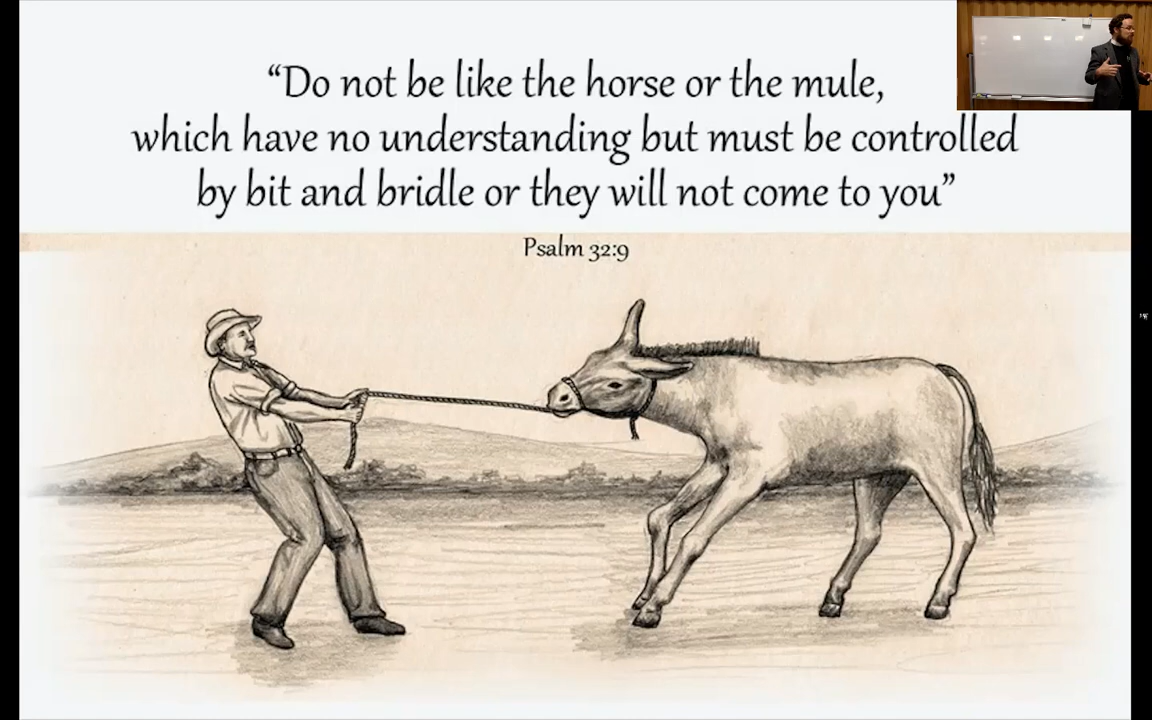 “Do not be like the horse or the mule,
which have no understanding but must be controlled
by bit and bridle or they will not come to you”
Psalm 32:9